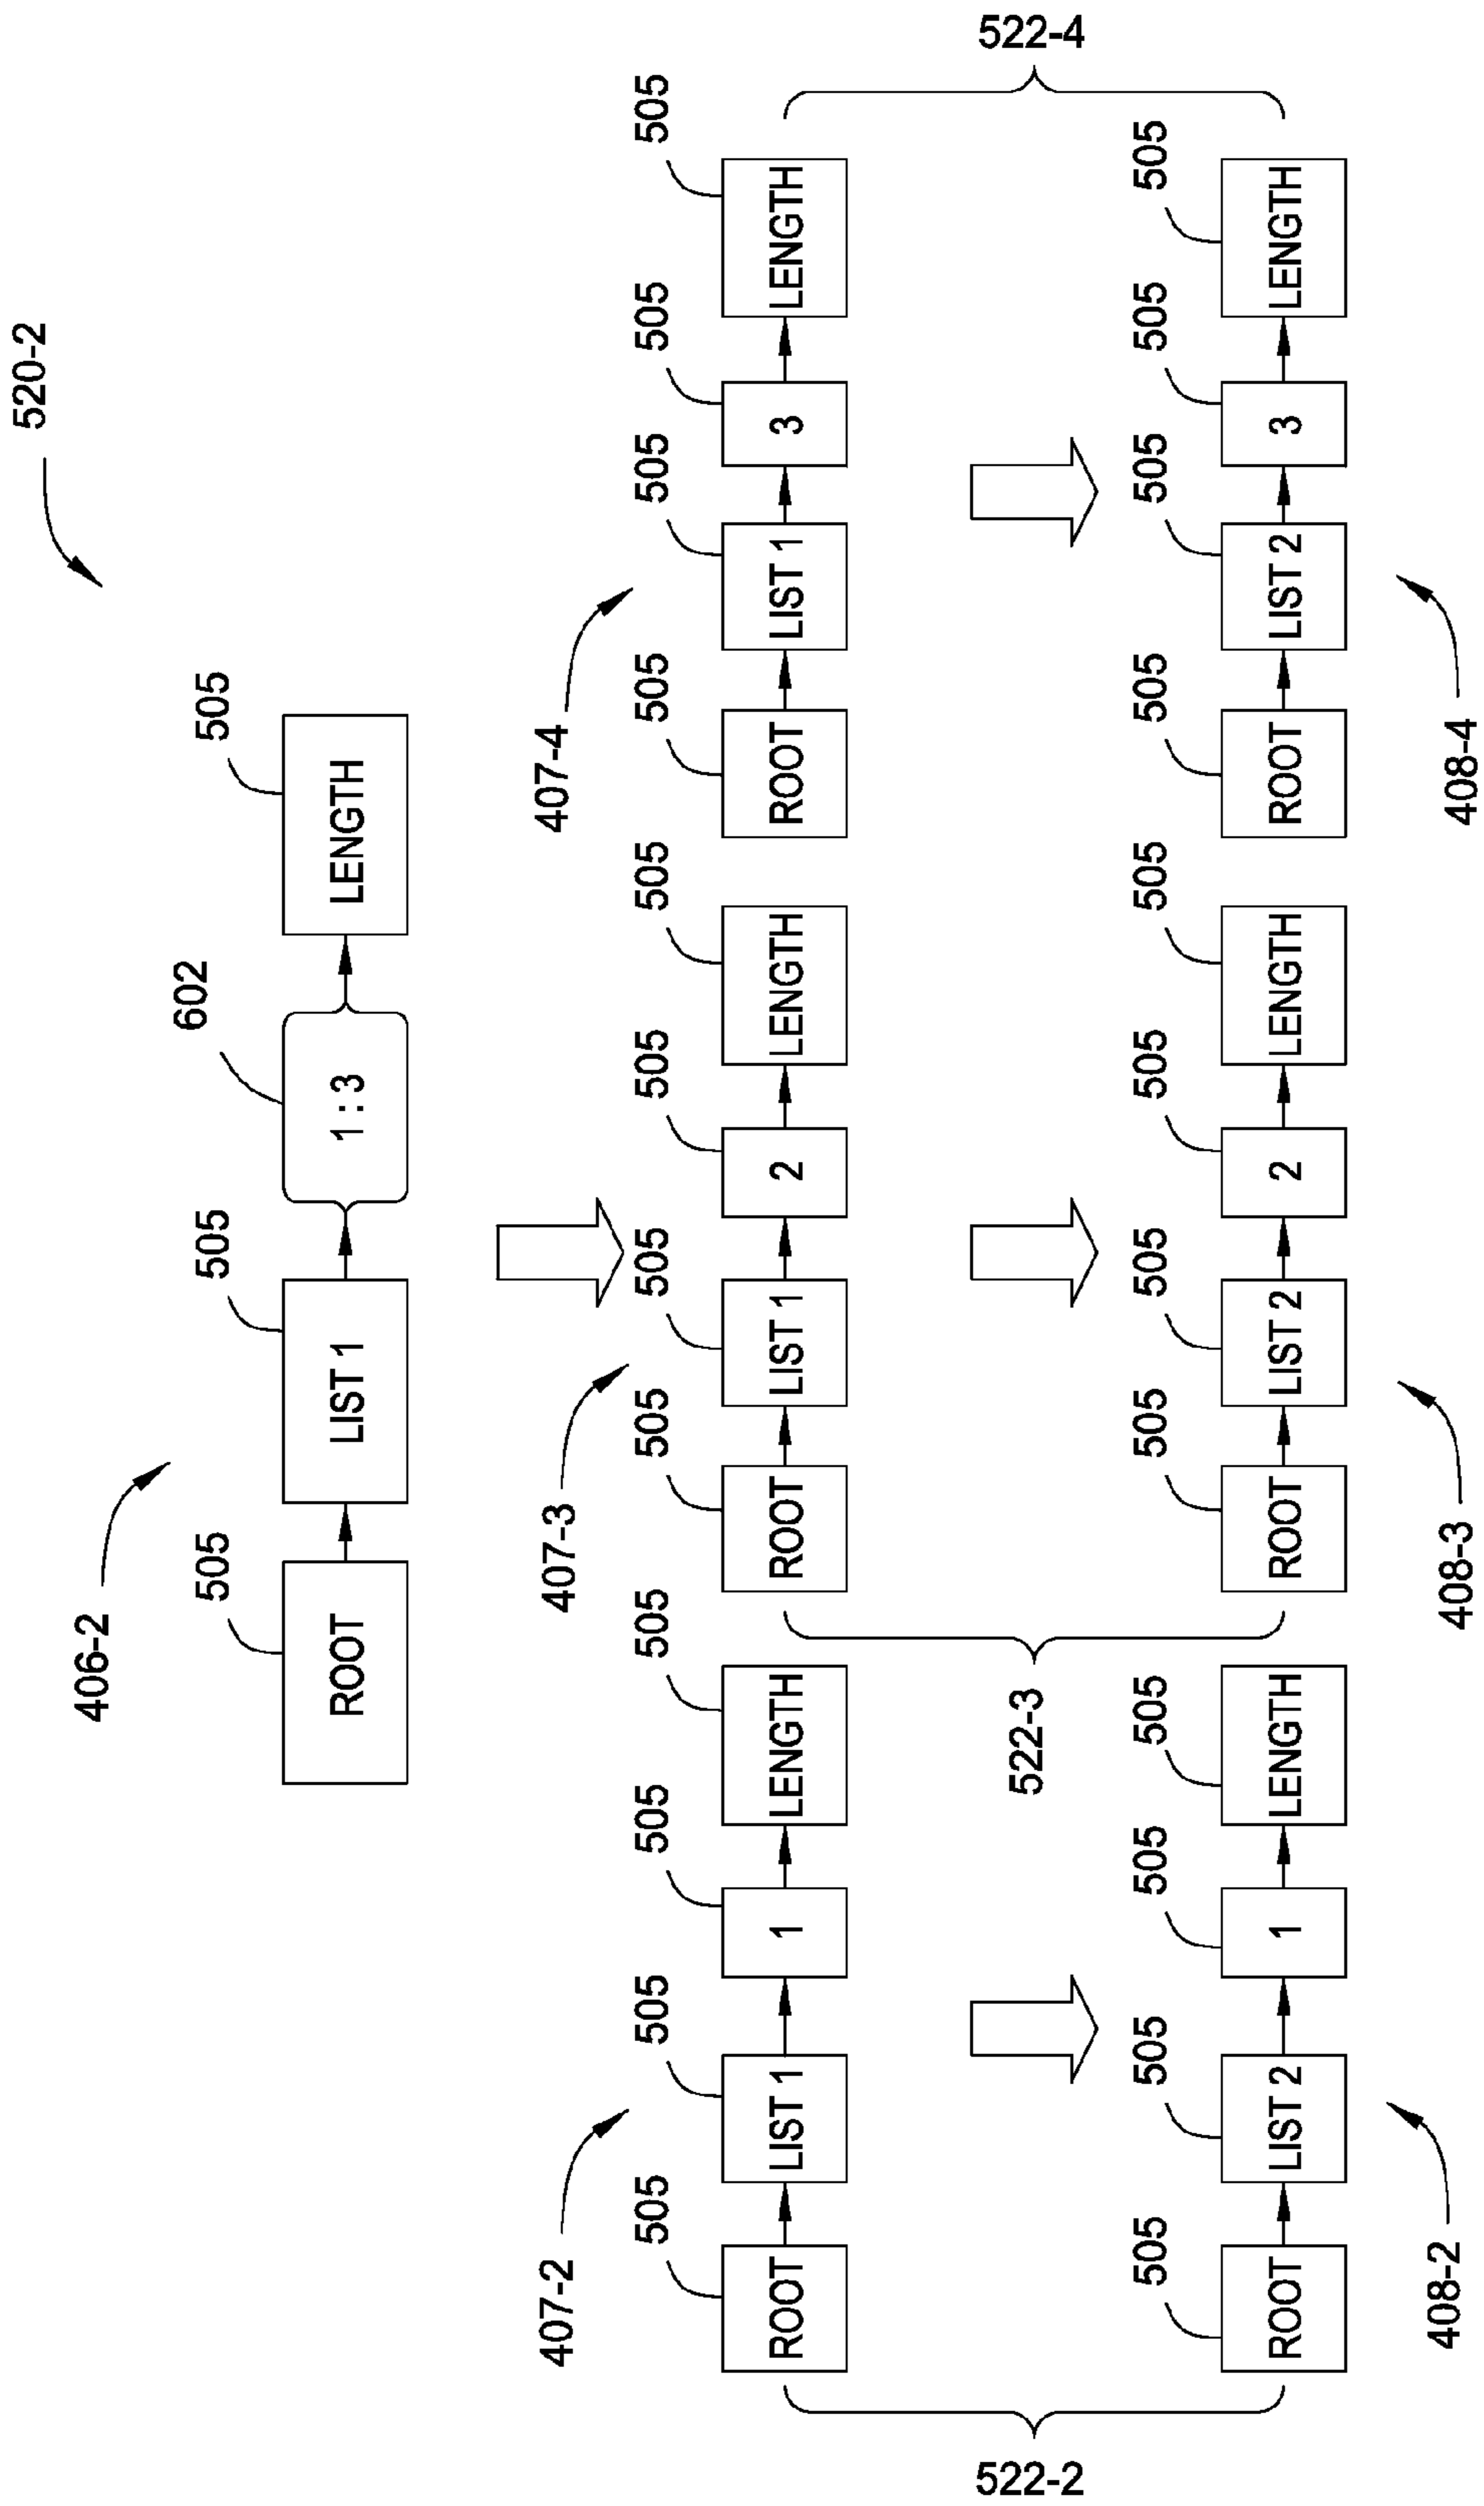 520-2
406-2
602
505 505 505
ROOT LIST 1 1 : 3 LENGTH
407-2 407-3 407-4
505 505 505 505 505 505 505 505 505 505 505 505
ROOT LIST 1 1 LENGTH ROOT LIST 1 2 LENGTH ROOT LIST 1 3 LENGTH
522-2 522-3 522-4
505 505 505 505 505 505 505 505 505 505 505 505
ROOT LIST 2 1 LENGTH ROOT LIST 2 2 LENGTH ROOT LIST 2 3 LENGTH
408-2 408-3 408-4